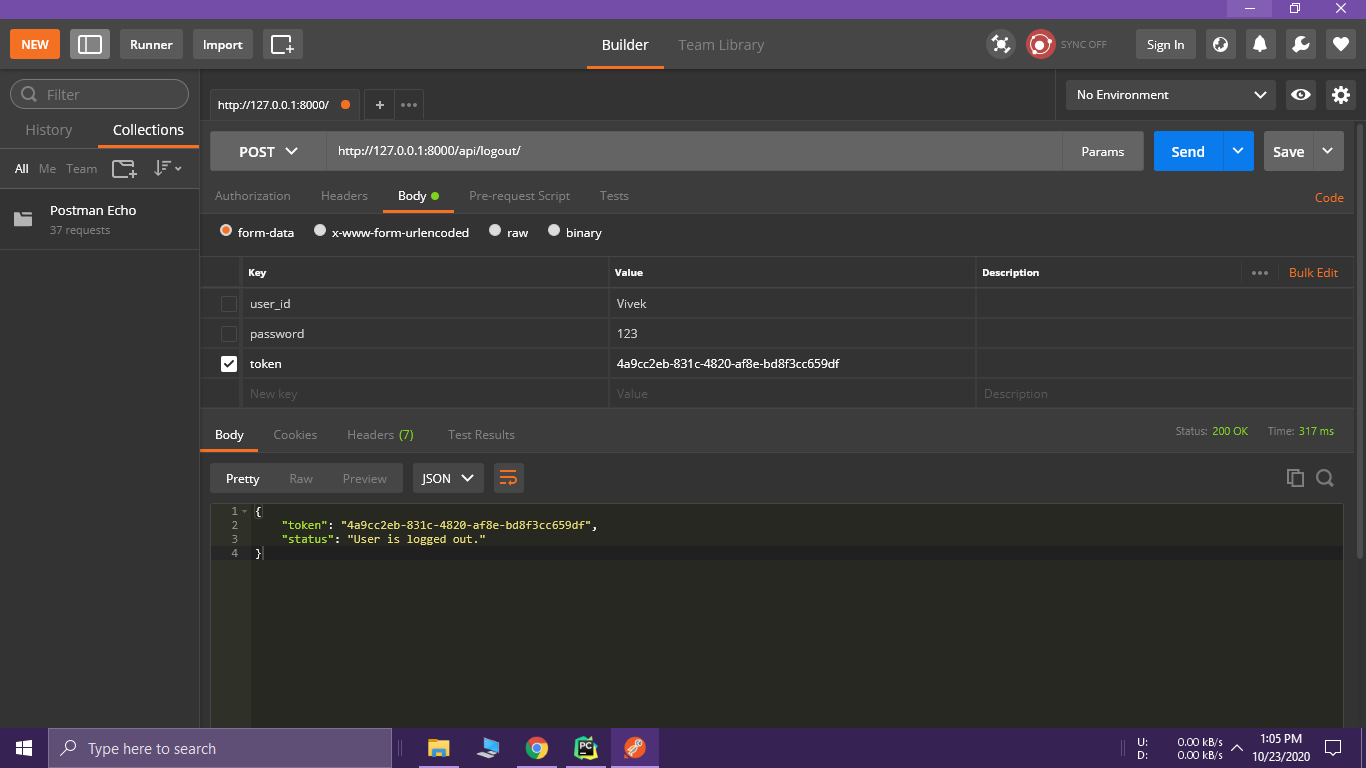 NEW
Runner
Import
Builder
Team Library
SYNC OFF
Sign In
Filter
History
Collections
All Me Team
Postman Echo
37 requests
http://127.0.0.1:8000/
+
No Environment
POST
http://127.0.0.1:8000/api/logout/
Params
Send
Save
Authorization
Headers
Body
Pre-request Script
Tests
Code
form-data
x-www-form-urlencoded
raw
binary
Key Value Description
Bulk Edit
user_id Vivek
password 123
token 4a9cc2eb-831c-4820-af8e-bd8f3cc659df
New key Value Description
Body
Cookies
Headers (7)
Test Results
Status: 200 OK
Time: 317 ms
Pretty
Raw
Preview
JSON
1 {
2 "token": "4a9cc2eb-831c-4820-af8e-bd8f3cc659df",
3 "status": "User is logged out."
4 }
Type here to search
PC
U: 0.00 kB/s
D: 0.00 kB/s
1:05 PM
10/23/2020